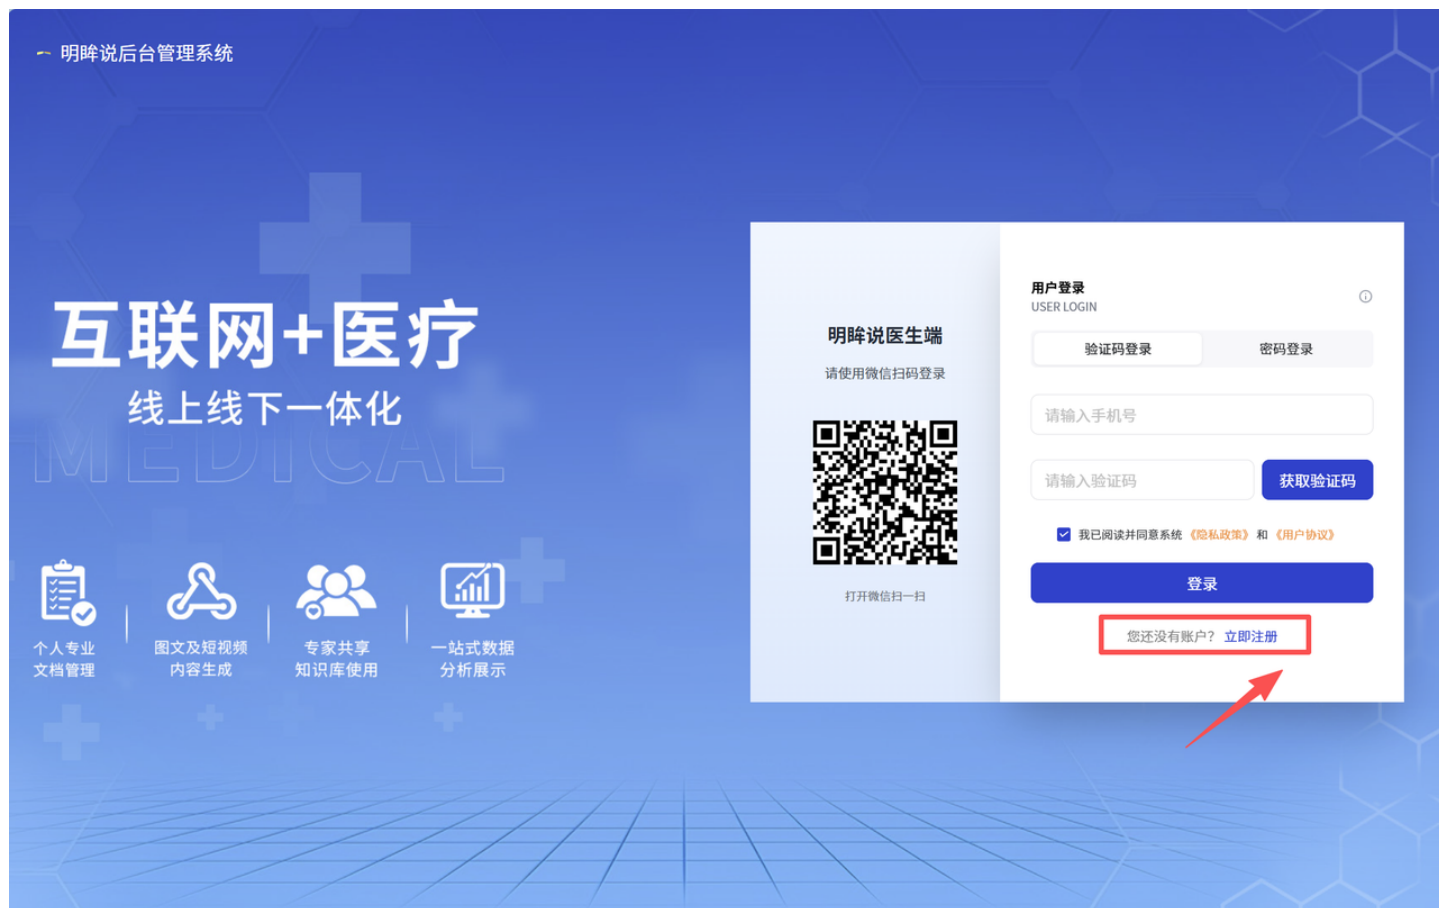 明眸说后台管理系统
互联网+医疗
线上线下一体化
MEDICAL
个人专业
文档管理
图文及短视频
内容生成
专家共享
知识库使用
一站式数据
分析展示
明眸说医生端
请使用微信扫码登录
打开微信扫一扫
用户登录
USER LOGIN
验证码登录 密码登录
请输入手机号
请输入验证码 获取验证码
我已阅读并同意系统《隐私政策》和《用户协议》
登录
您还没有账户？立即注册